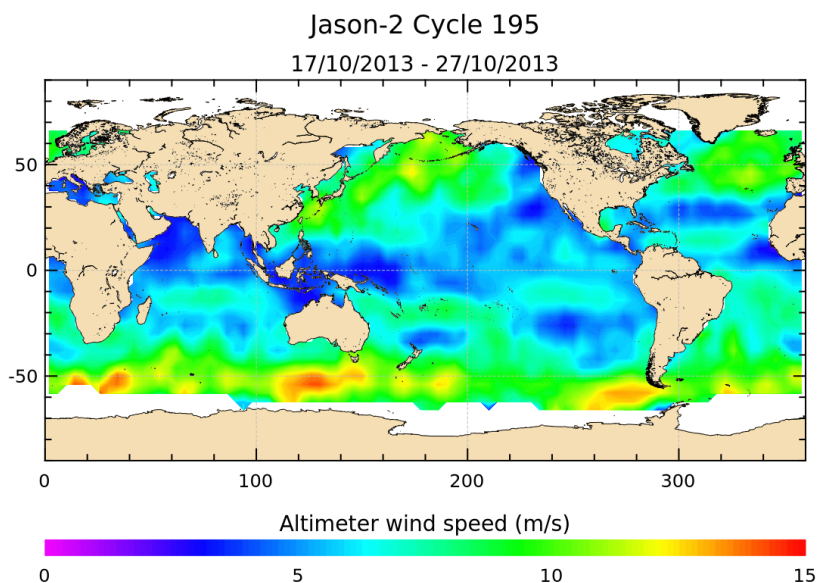 Jason-2 Cycle 195
17/10/2013 - 27/10/2013
50
0
-50
0 100 200 300
Altimeter wind speed (m/s)
0 5 10 15